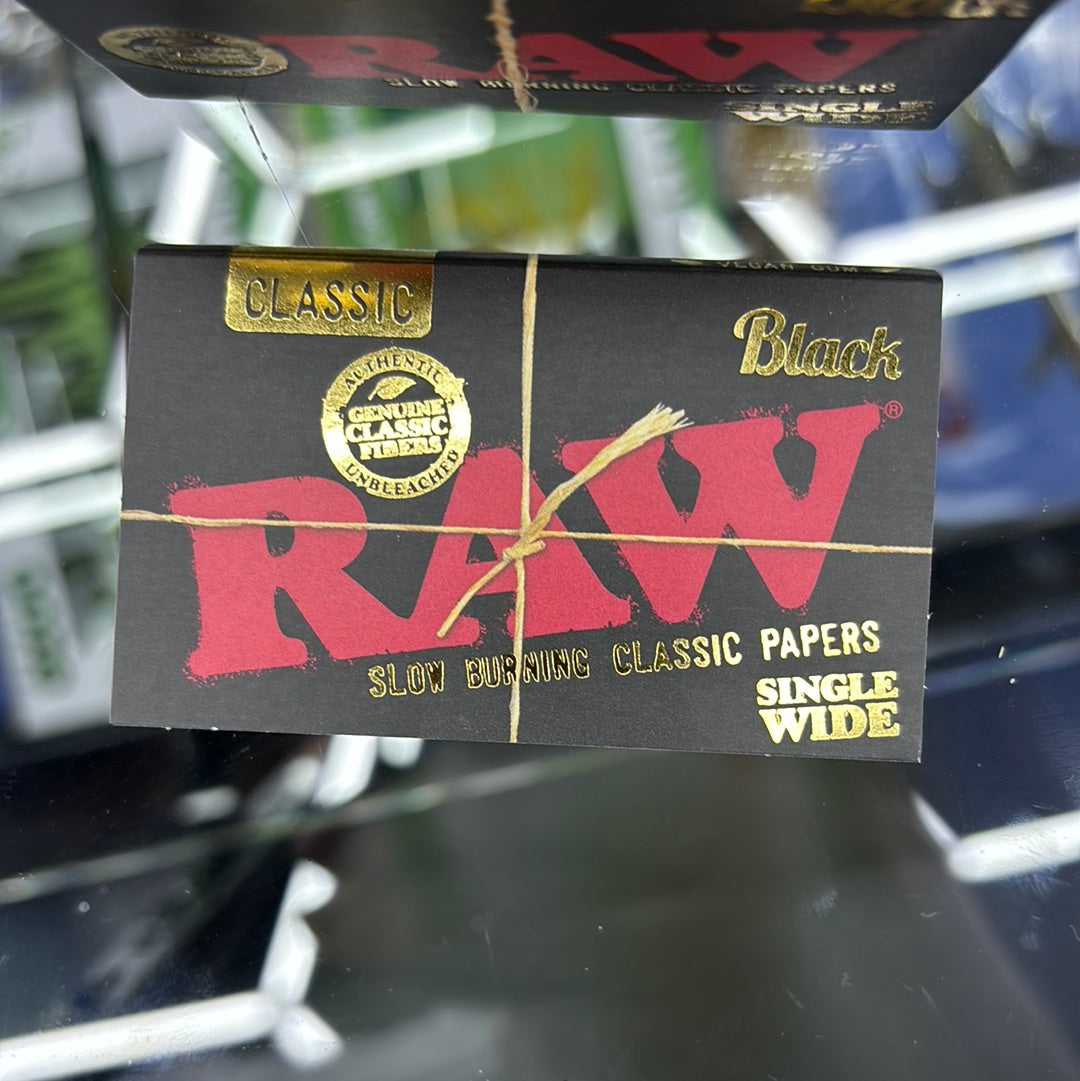 RAW
SLOW BURNING CLASSIC PAPERS
SINGLE
WIDE
CLASSIC
VEGAN GUM
Black
AUTHENTIC
GENUINE
CLASSIC
FIBERS
UNBLEACHED
RAW®
SLOW BURNING CLASSIC PAPERS
SINGLE
WIDE